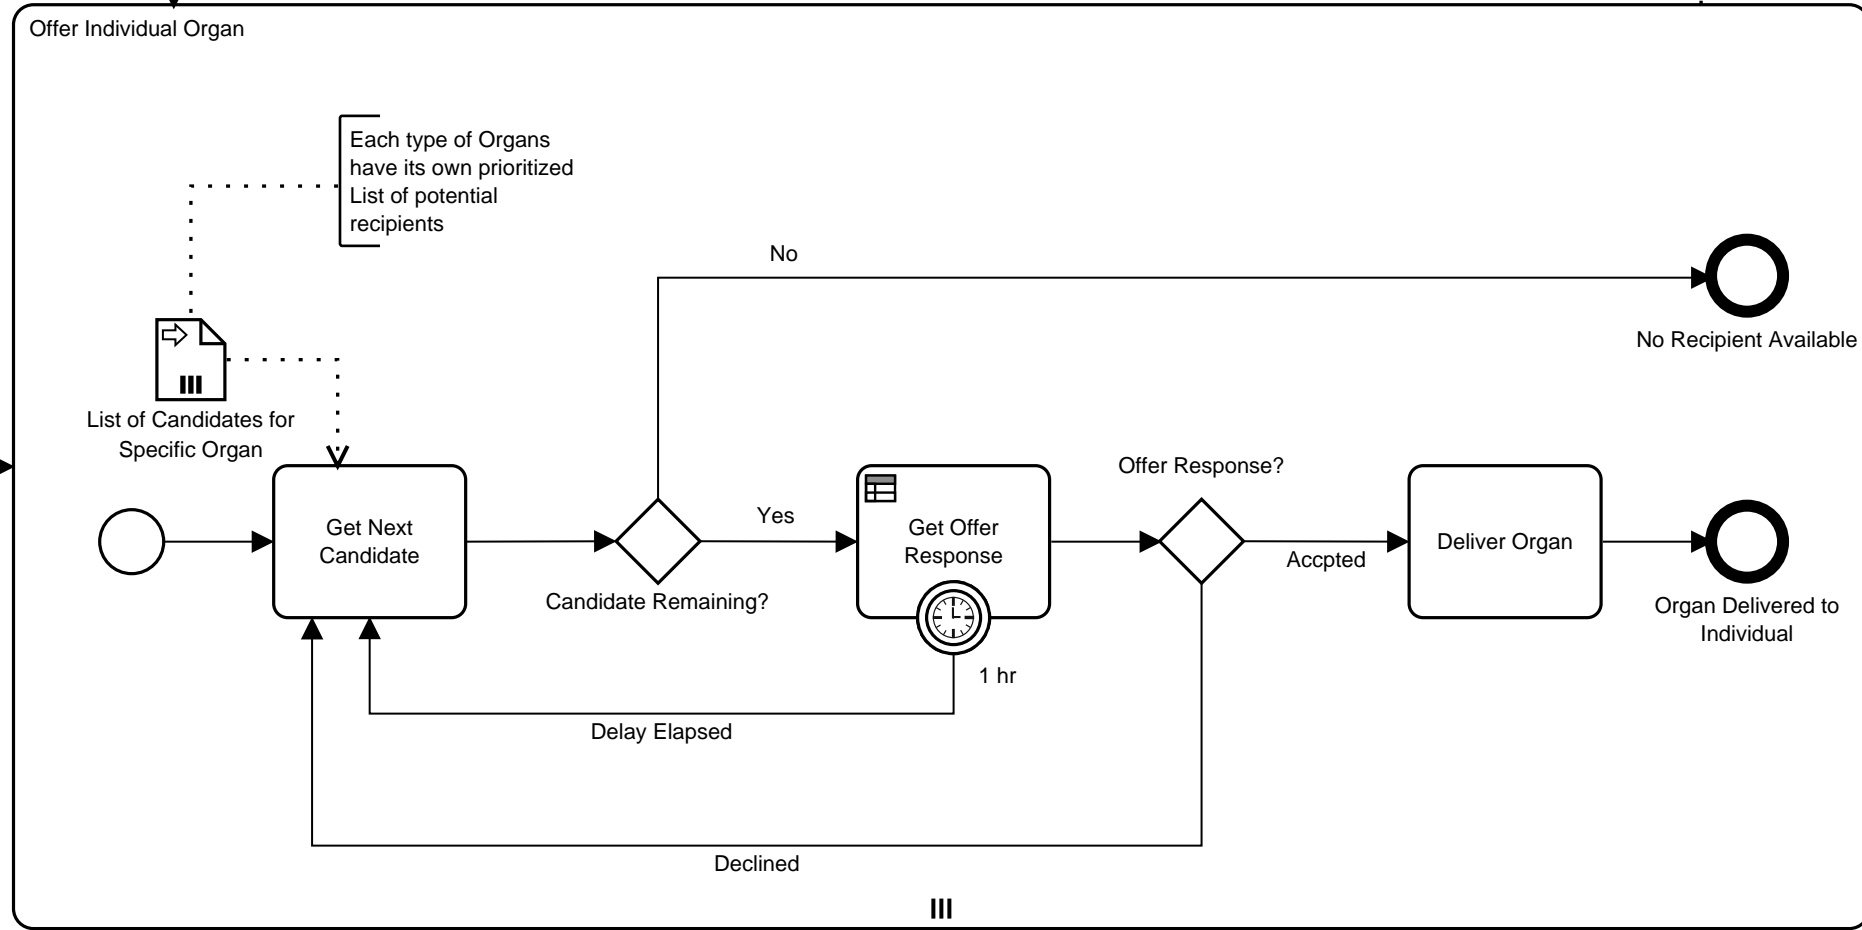 Offer Individual Organ
Each type of Organs
have its own prioritized
List of potential
recipients
No
No Recipient Available
List of Candidates for
Specific Organ
Offer Response?
Get Next
Candidate
Yes
Get Offer
Response
Deliver Organ
Accpted
Candidate Remaining?
Organ Delivered to
Individual
1 hr
Delay Elapsed
Declined